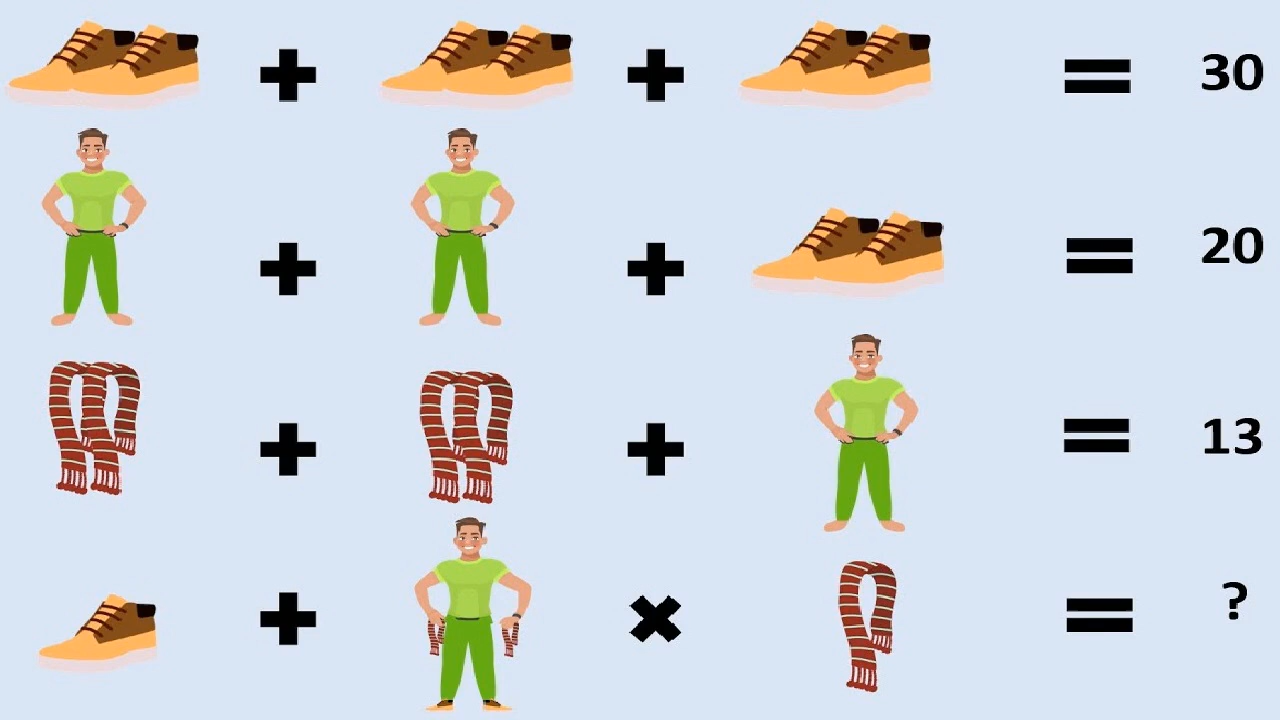 + + = 30
+ + = 20
+ + = 13
+ × = ?